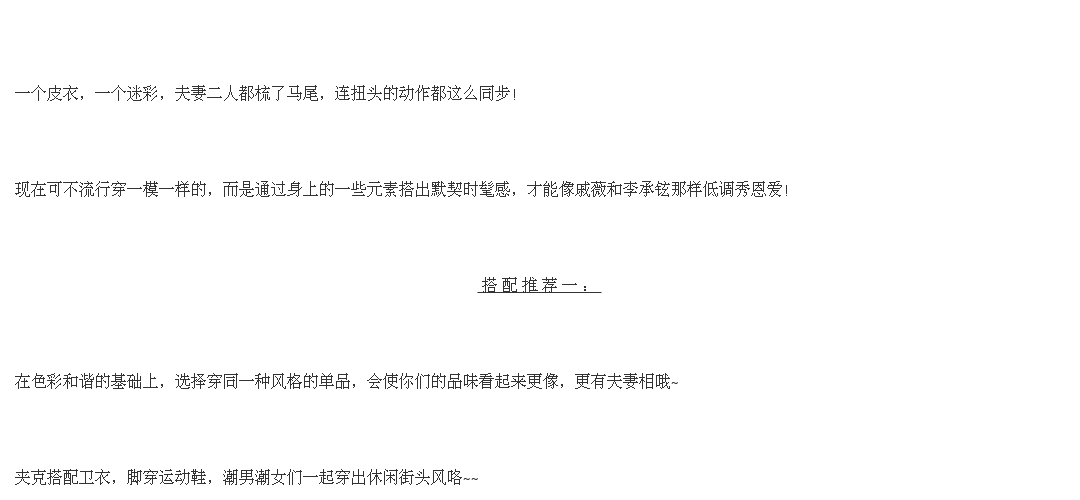 一个皮衣，一个迷彩，夫妻二人都梳了马尾，连扭头的动作都这么同步！
现在可不流行穿一模一样的，而是通过身上的一些元素搭出默契时髦感，才能像戚薇和李承铉那样低调秀恩爱！
搭配推荐一：
在色彩和谐的基础上，选择穿同一种风格的单品，会使你们的品味看起来更像，更有夫妻相哦~
夹克搭配卫衣，脚穿运动鞋，潮男潮女们一起穿出休闲街头风咯~~